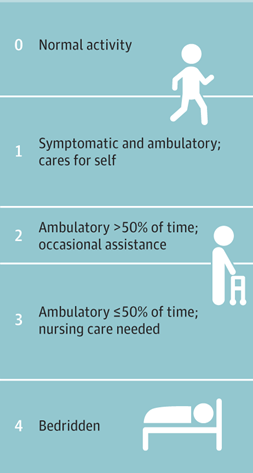 0 Normal activity
1 Symptomatic and ambulatory;
cares for self
2 Ambulatory >50% of time;
occasional assistance
3 Ambulatory ≤50% of time;
nursing care needed
4 Bedridden